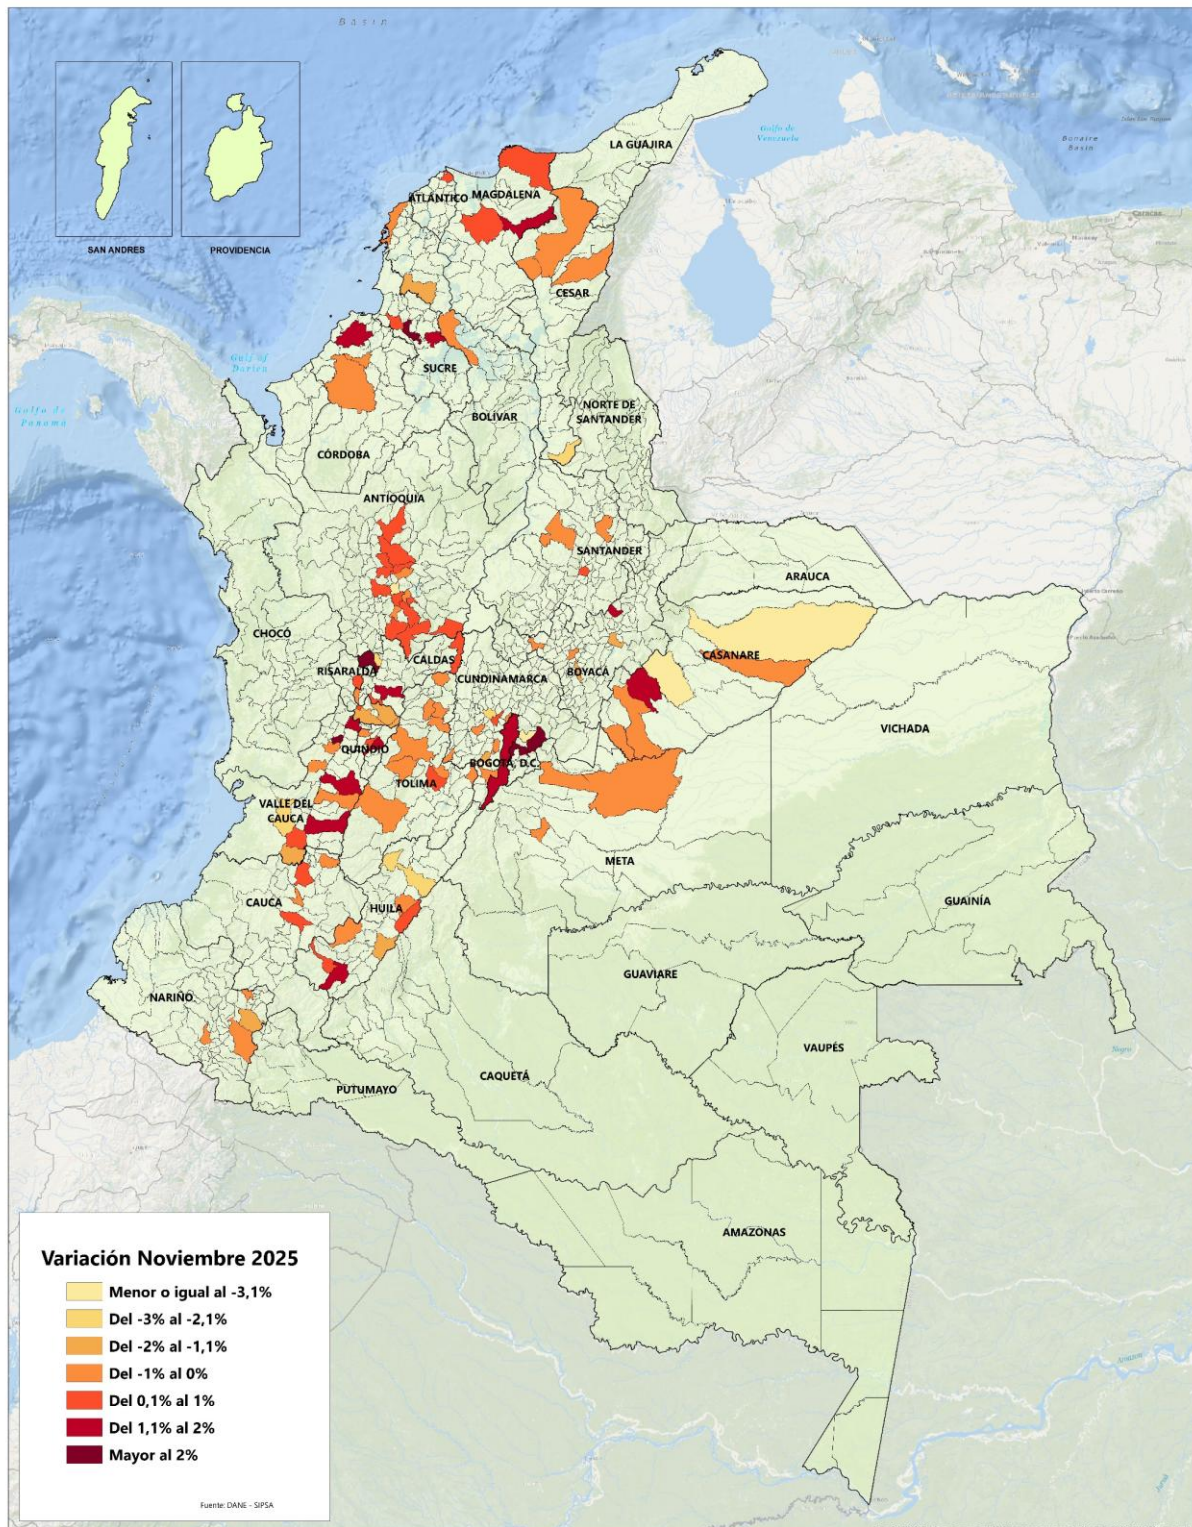 Basin
SAN ANDRES
PROVIDENCIA
LA GUAJIRA
Golfo de
Venezuela
Bonaire
Basin
ATLÁNTICO
MAGDALENA
CESAR
Gulf of
Darien
Golfo de
Panamá
SUCRE
BOLÍVAR
NORTE DE
SANTANDER
CÓRDOBA
ANTIOQUIA
SANTANDER
ARAUCA
CHOCÓ
RISARALDA
CALDAS
CUNDINAMARCA
BOYACÁ
CASANARE
VICHADA
QUINDIO
BOGOTÁ, D.C.
TOLIMA
VALLE DEL
CAUCA
META
CAUCA
HUILA
GUAINÍA
GUAVIARE
NARIÑO
VAUPÉS
CAQUETÁ
PUTUMAYO
AMAZONAS
Variación Noviembre 2025
Menor o igual al -3,1%
Del -3% al -2,1%
Del -2% al -1,1%
Del -1% al 0%
Del 0,1% al 1%
Del 1,1% al 2%
Mayor al 2%
Fuente: DANE - SIPSA